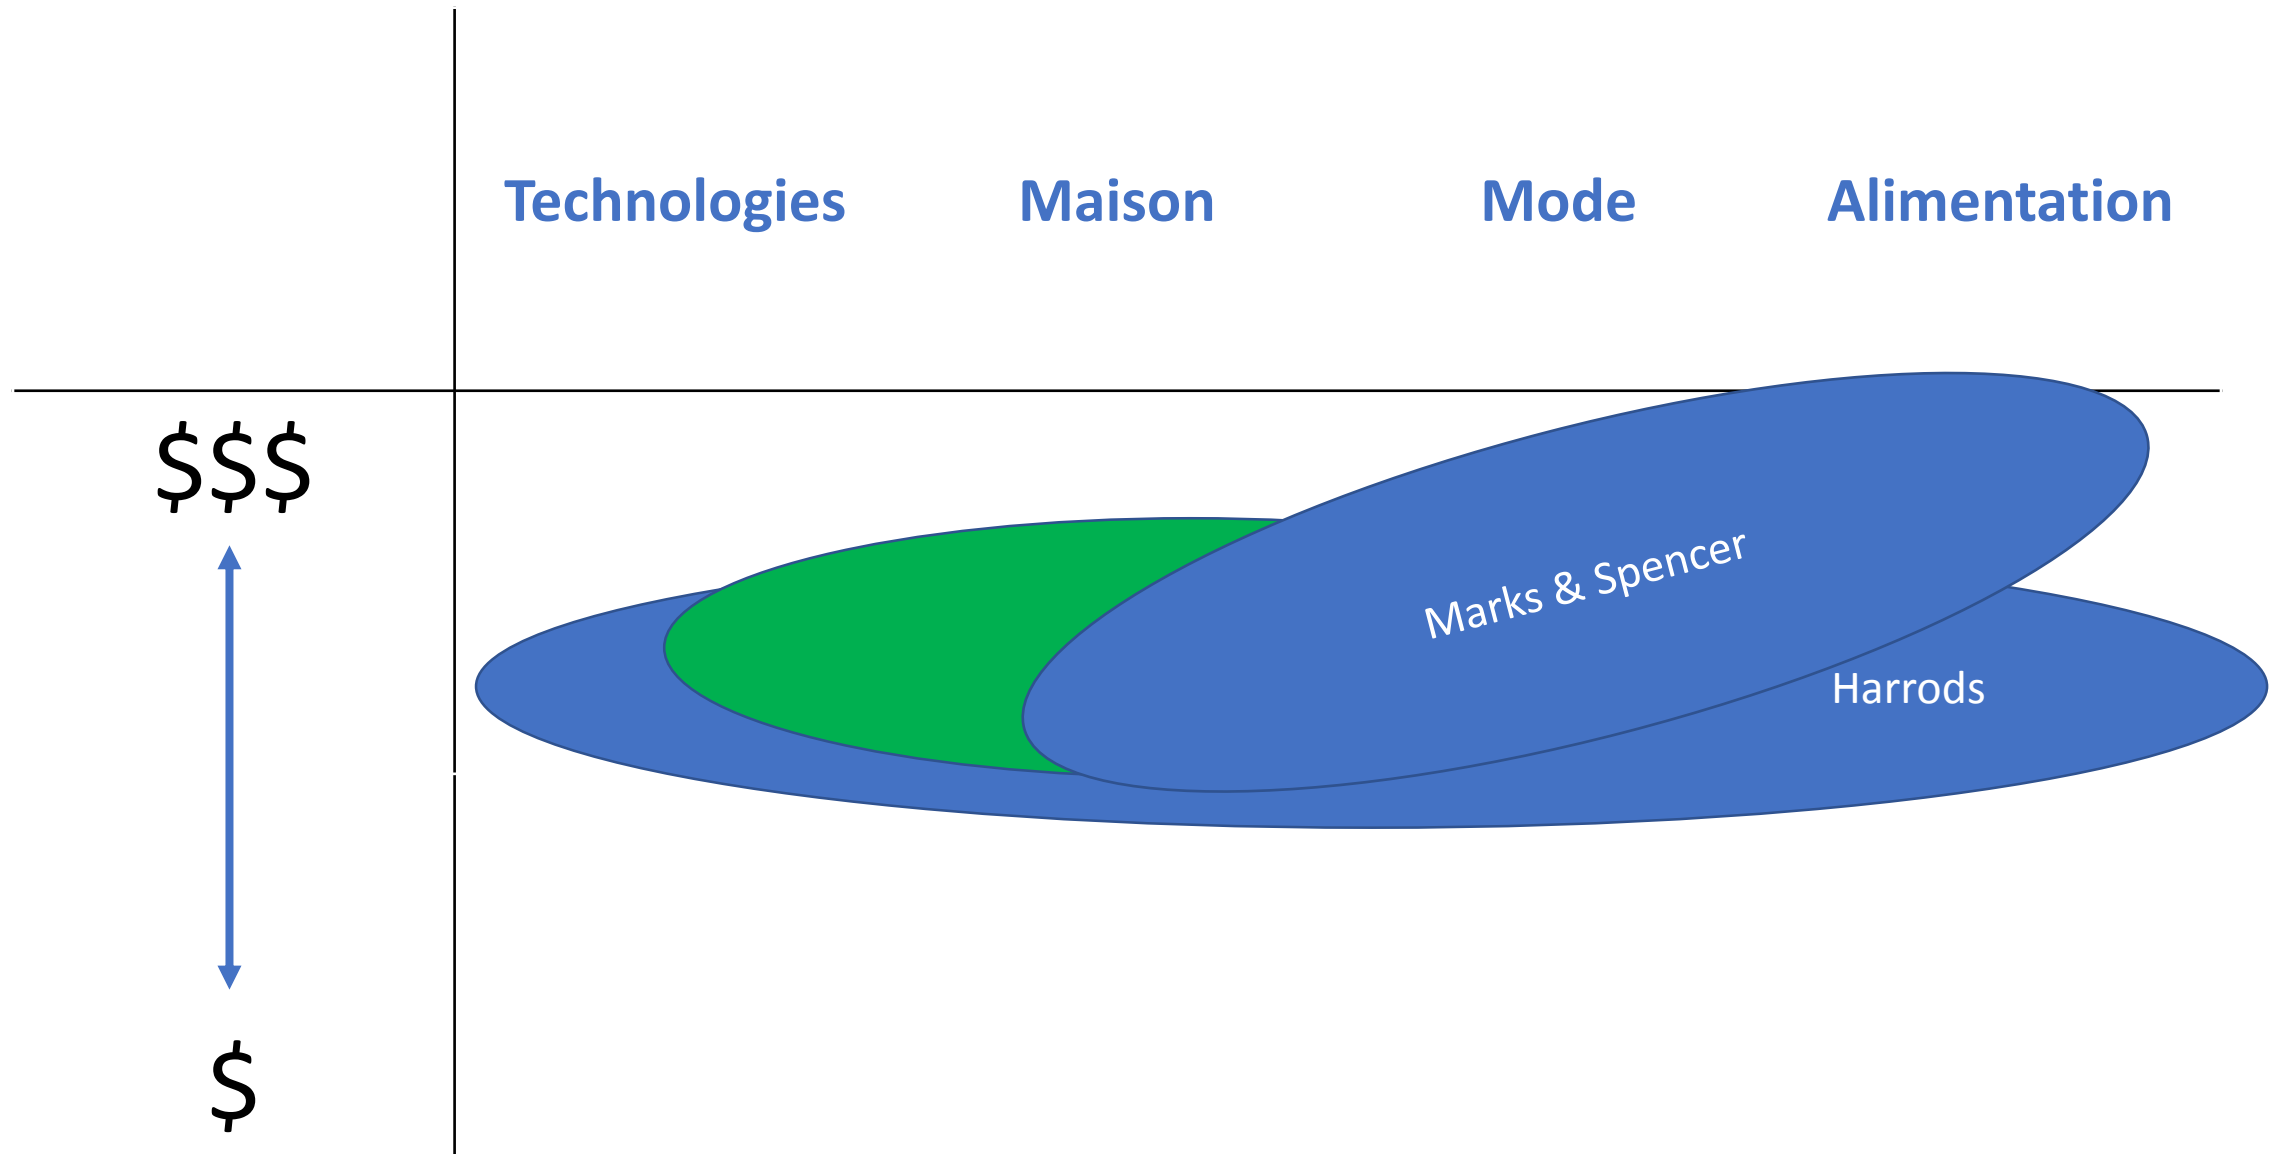 Technologies Maison Mode Alimentation
$$$
Marks & Spencer
Harrods
$